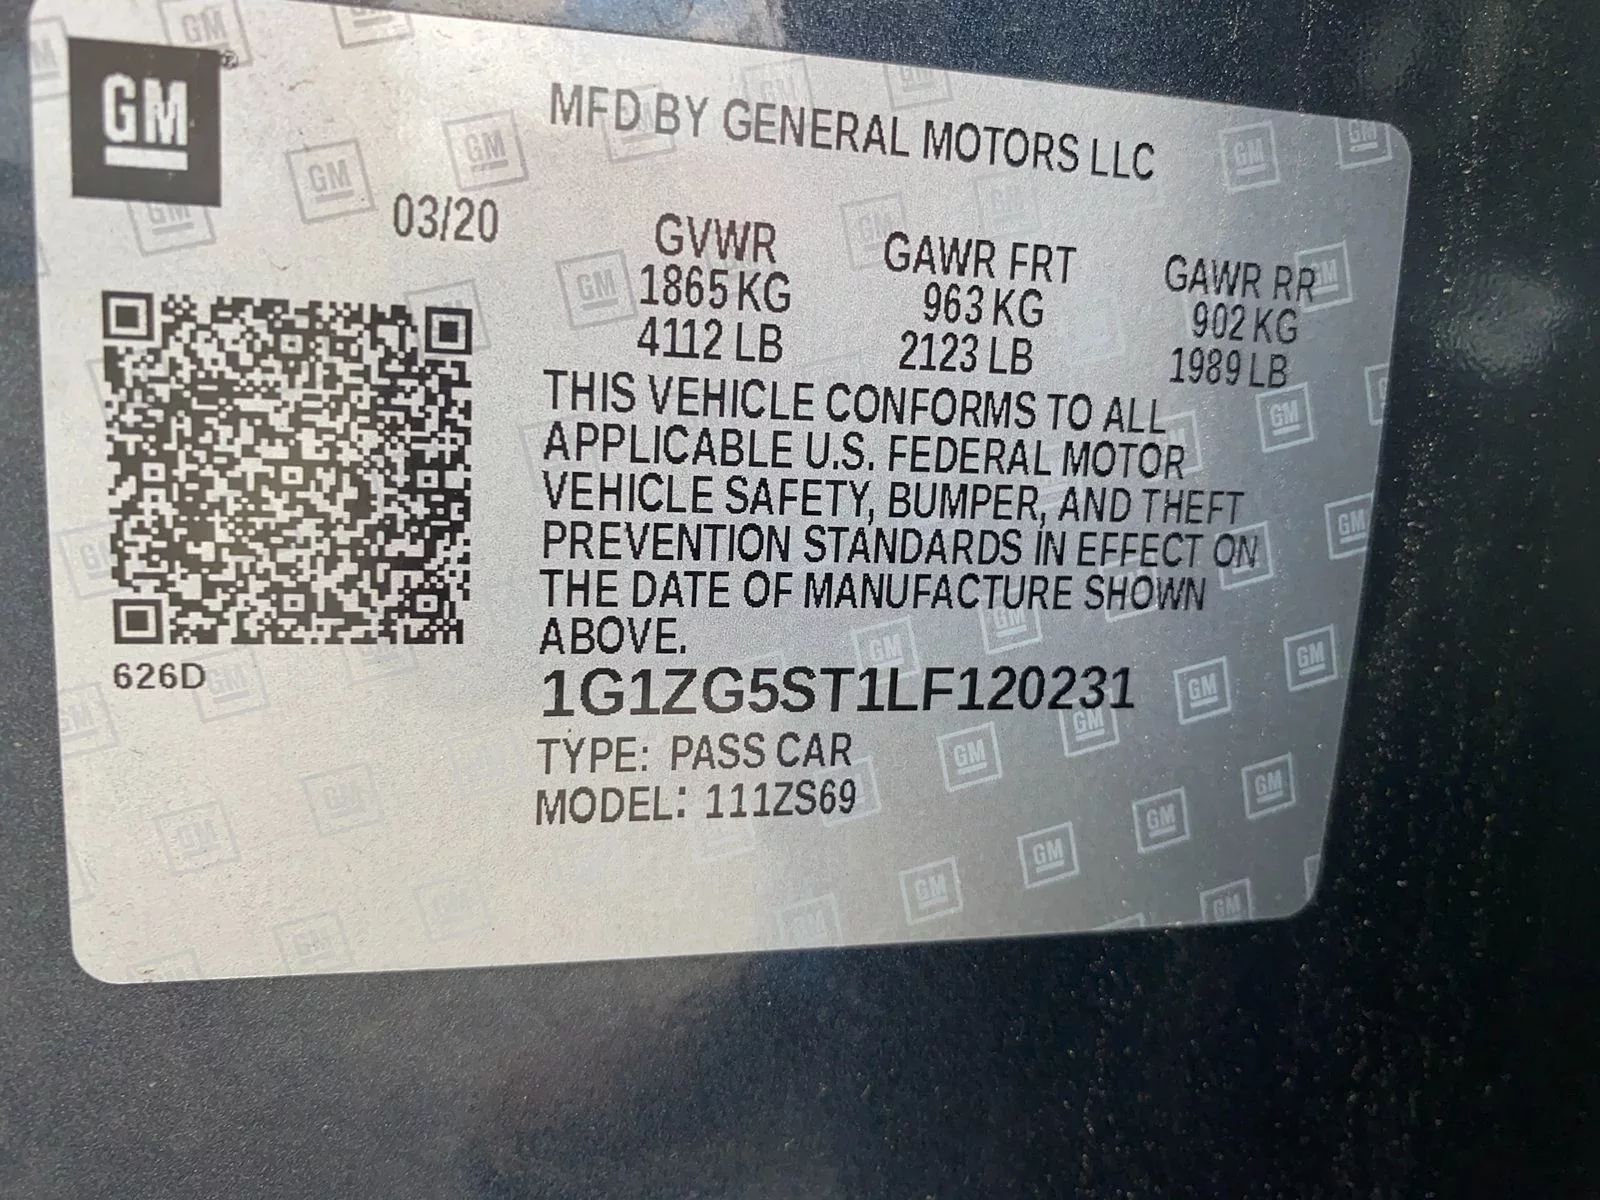 GM
MFD BY GENERAL MOTORS LLC
03/20
GVWR
1865 KG
4112 LB
GAWR FRT
963 KG
2123 LB
GAWR RR
902 KG
1989 LB
THIS VEHICLE CONFORMS TO ALL
APPLICABLE U.S. FEDERAL MOTOR
VEHICLE SAFETY, BUMPER, AND THEFT
PREVENTION STANDARDS IN EFFECT ON
THE DATE OF MANUFACTURE SHOWN
ABOVE.
626D
1G1ZG5ST1LF120231
TYPE: PASS CAR
MODEL: 111ZS69